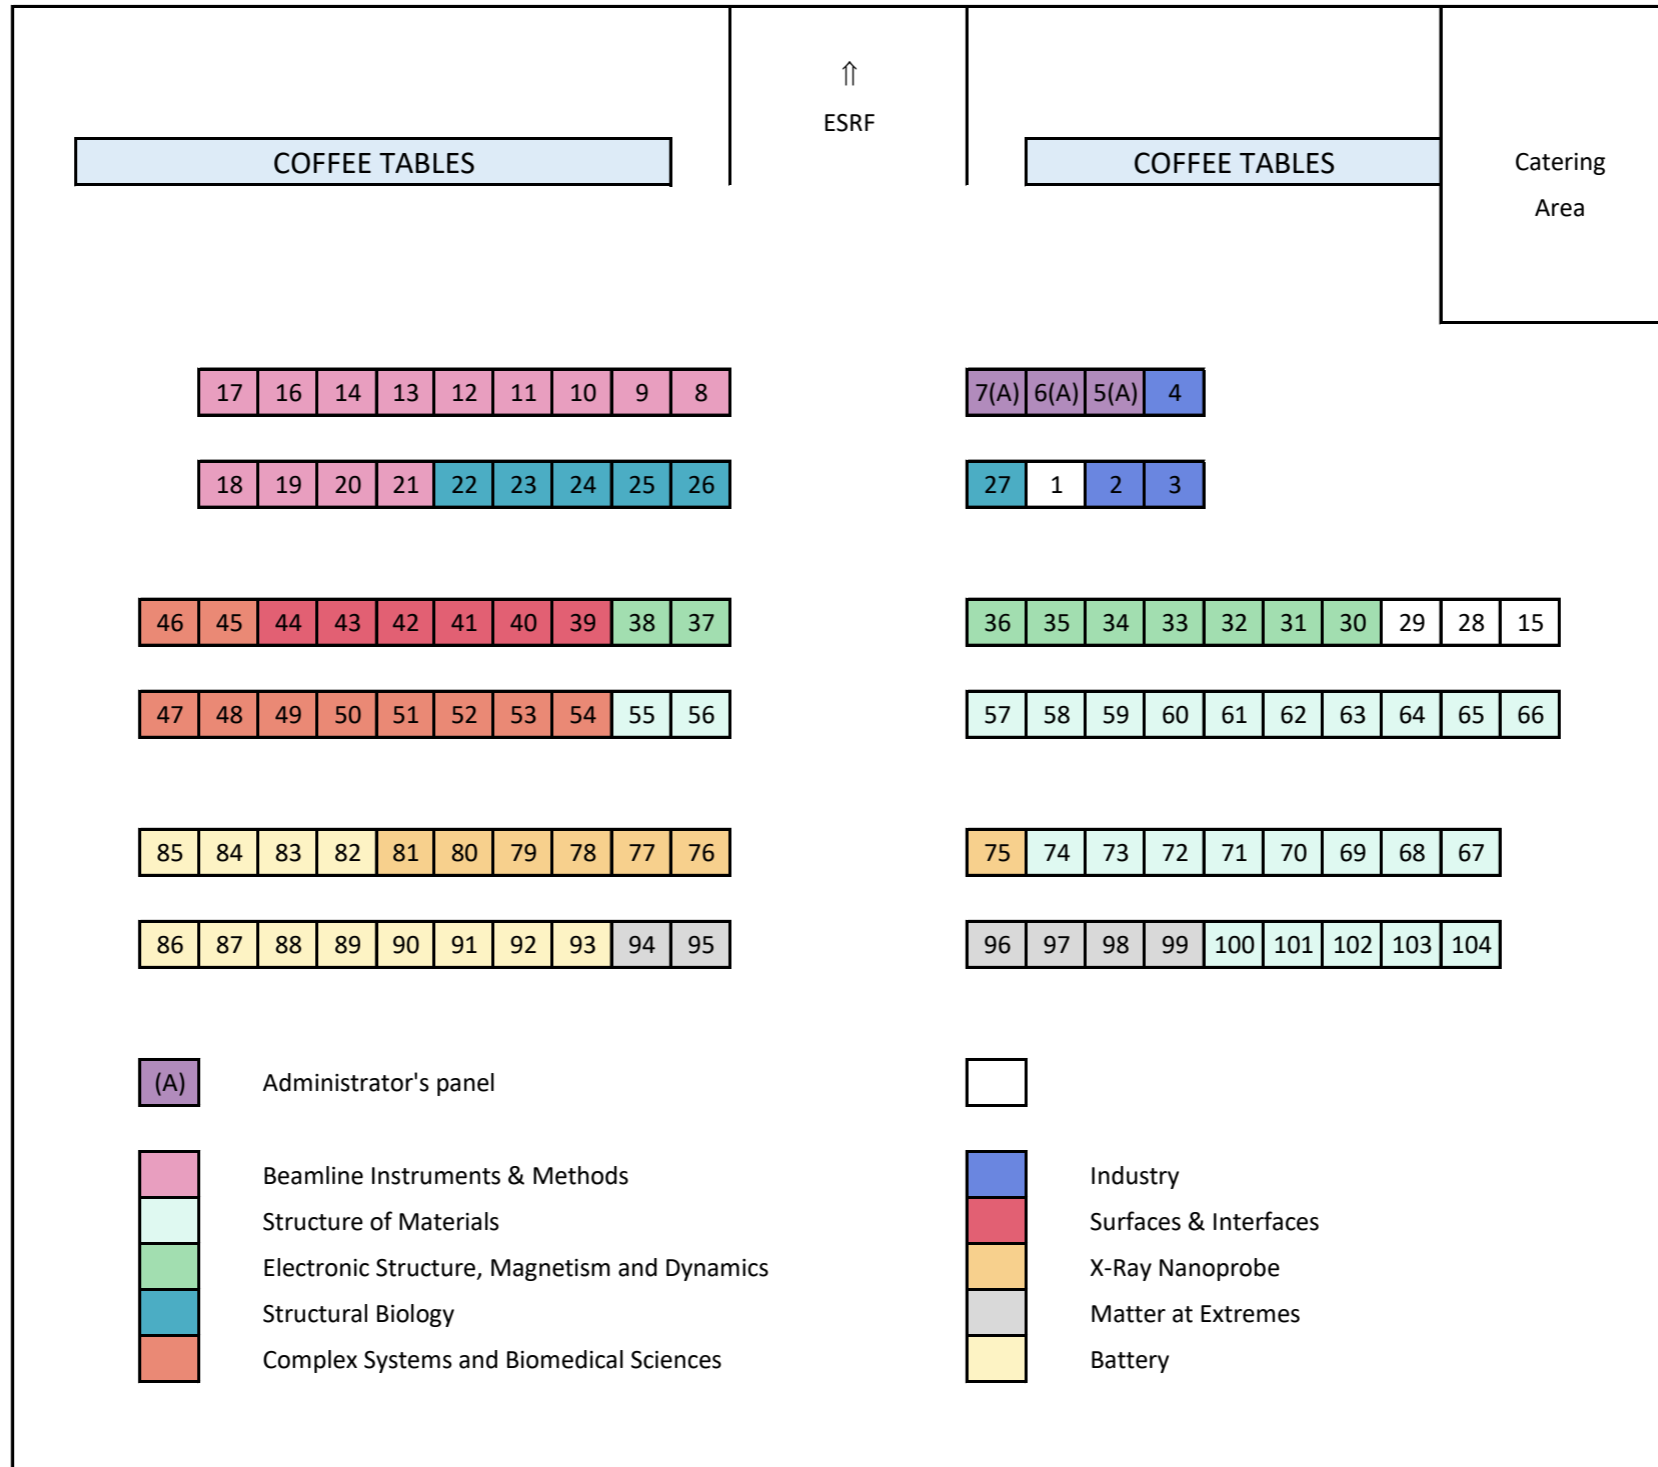 ⇑
ESRF
COFFEE TABLES
COFFEE TABLES
Catering
Area
17 16 14 13 12 11 10 9 8 7(A) 6(A) 5(A) 4
18 19 20 21 22 23 24 25 26 27 1 2 3
46 45 44 43 42 41 40 39 38 37 36 35 34 33 32 31 30 29 28 15
47 48 49 50 51 52 53 54 55 56 57 58 59 60 61 62 63 64 65 66
85 84 83 82 81 80 79 78 77 76 75 74 73 72 71 70 69 68 67
86 87 88 89 90 91 92 93 94 95 96 97 98 99 100 101 102 103 104
(A) Administrator's panel
Beamline Instruments & Methods
Structure of Materials
Electronic Structure, Magnetism and Dynamics
Structural Biology
Complex Systems and Biomedical Sciences
Industry
Surfaces & Interfaces
X-Ray Nanoprobe
Matter at Extremes
Battery